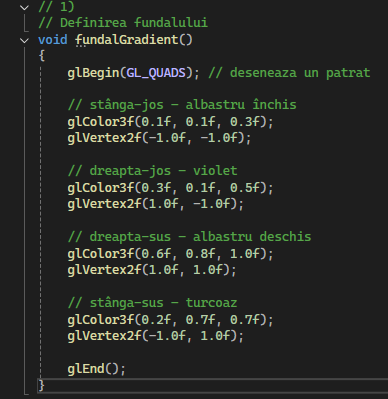 // 1)
// Definirea fundalului
void fundalGradient()
{
glBegin(GL_QUADS); // deseneaza un patrat
// stânga-jos – albastru închis
glColor3f(0.1f, 0.1f, 0.3f);
glVertex2f(-1.0f, -1.0f);
// dreapta-jos – violet
glColor3f(0.3f, 0.1f, 0.5f);
glVertex2f(1.0f, -1.0f);
// dreapta-sus – albastru deschis
glColor3f(0.6f, 0.8f, 1.0f);
glVertex2f(1.0f, 1.0f);
// stânga-sus – turcoaz
glColor3f(0.2f, 0.7f, 0.7f);
glVertex2f(-1.0f, 1.0f);
glEnd();
}